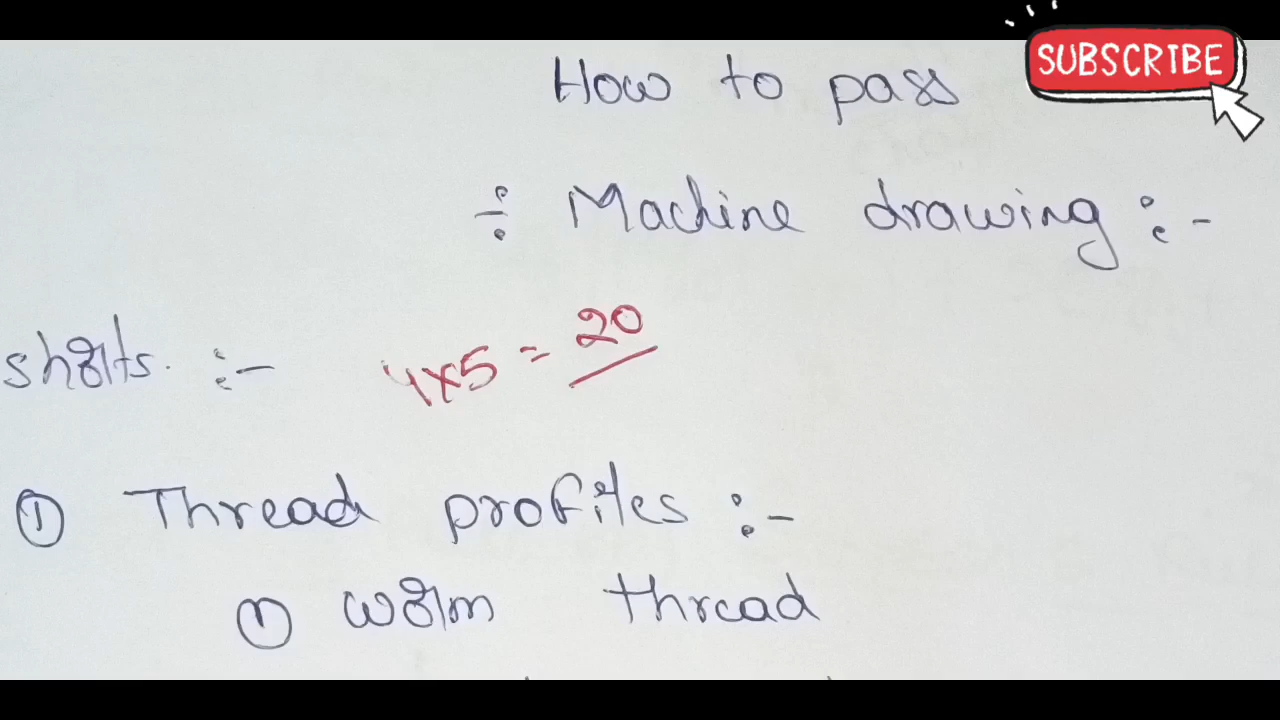 SUBSCRIBE
How to pass
÷ Machine drawing :-
shorts. :-
4x5 = 20
① Thread profiles :-
① worm thread